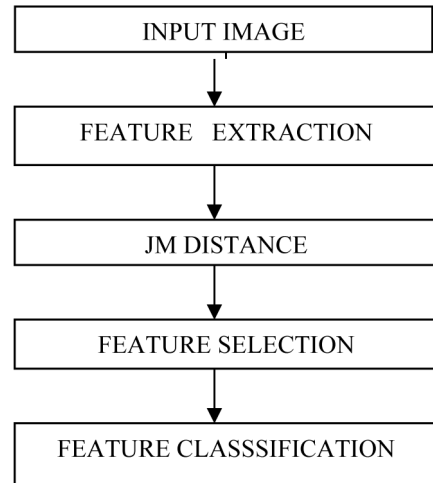 INPUT IMAGE
FEATURE EXTRACTION
JM DISTANCE
FEATURE SELECTION
FEATURE CLASSSIFICATION